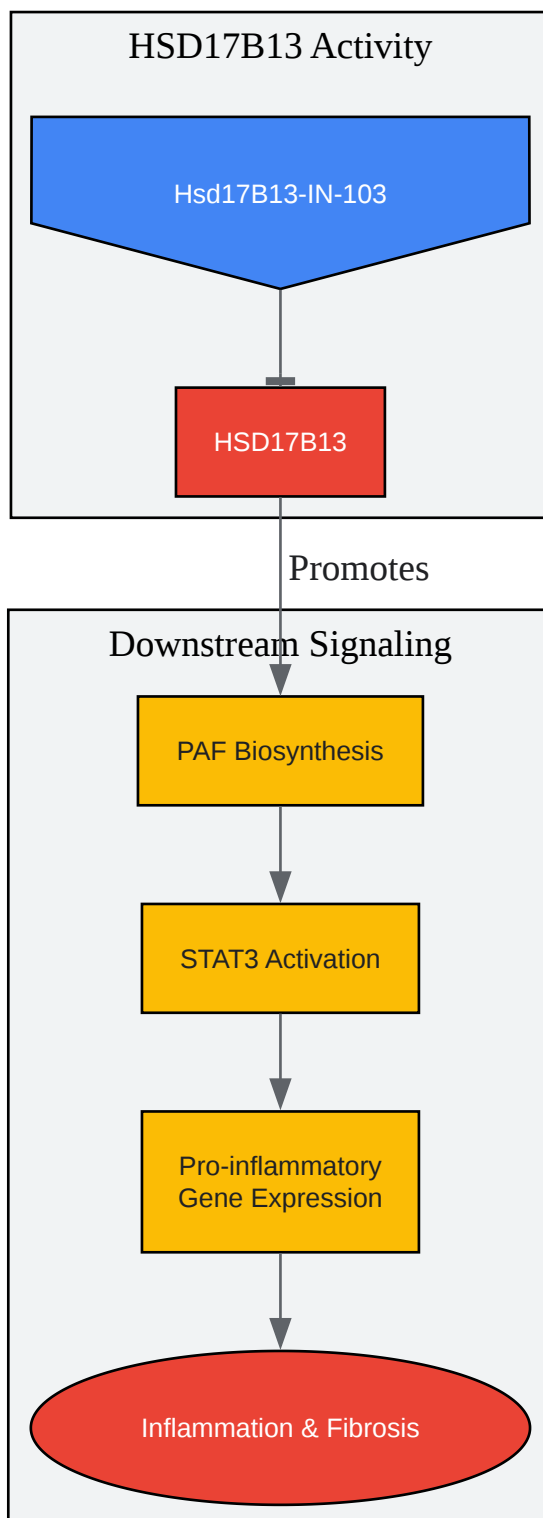 HSD17B13 Activity
Hsd17B13-IN-103
HSD17B13
Promotes
Downstream Signaling
PAF Biosynthesis
STAT3 Activation
Pro-inflammatory
Gene Expression
Inflammation & Fibrosis